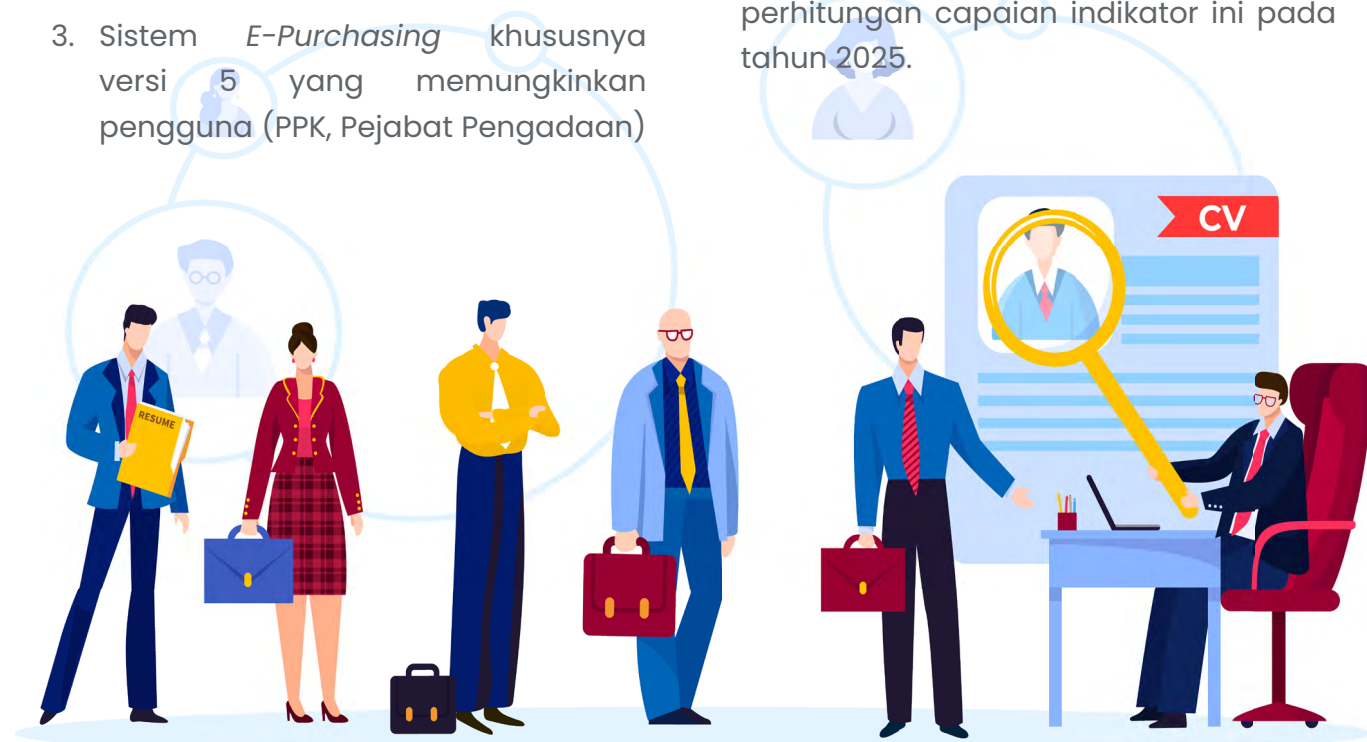 3. Sistem E-Purchasing khususnya
versi 5 yang memungkinkan
pengguna (PPK, Pejabat Pengadaan)
perhitungan capaian indikator ini pada
tahun 2025.
CV
RESUME